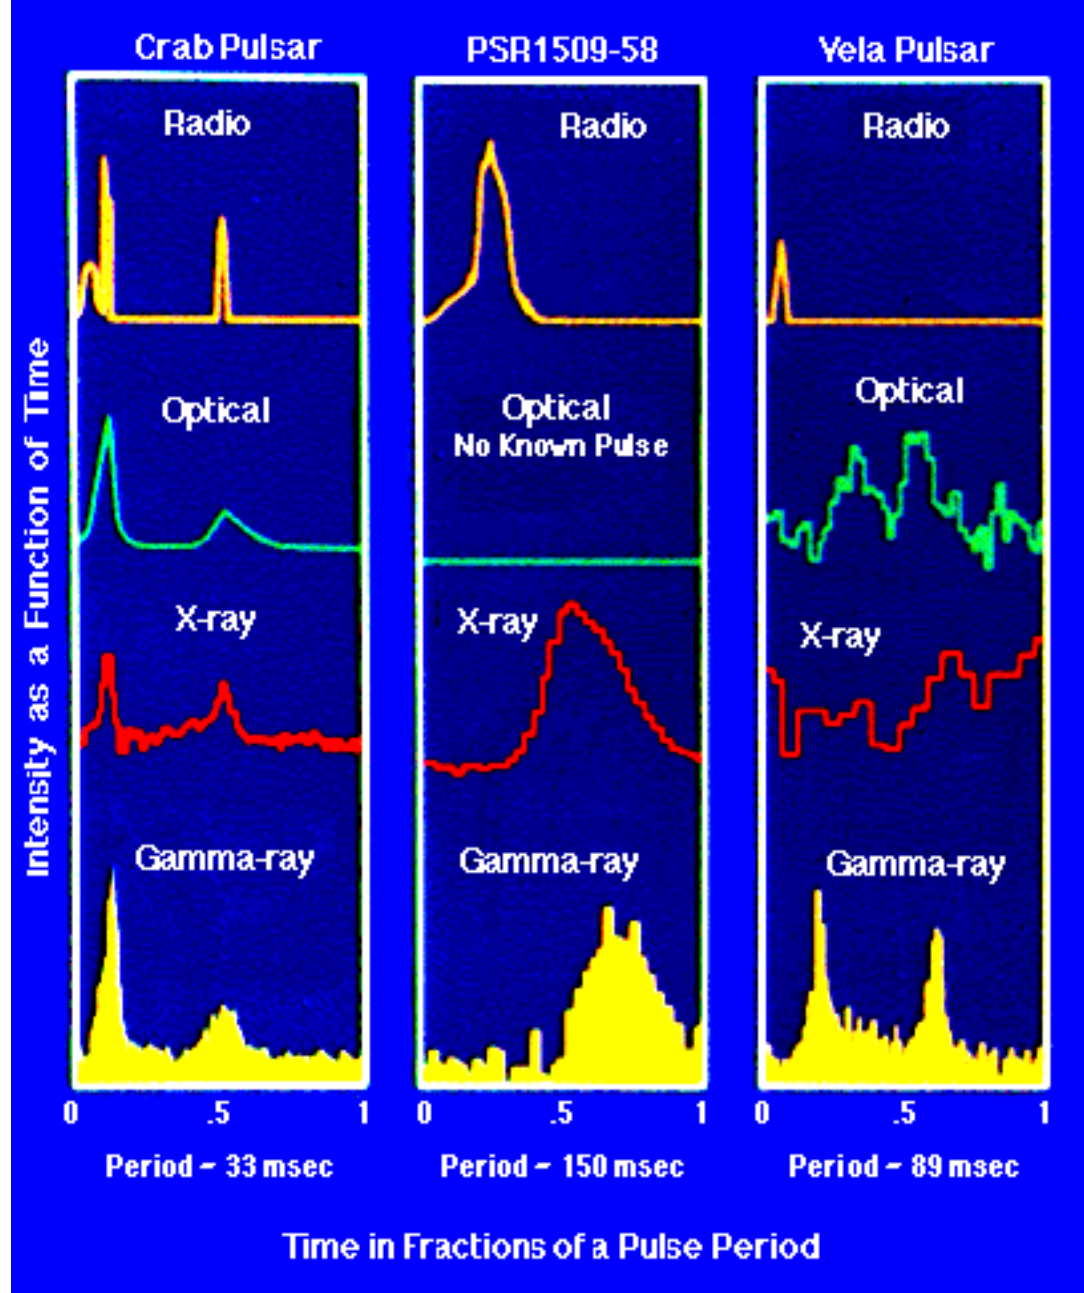 Crab Pulsar
PSR1509-58
Vela Pulsar
Radio
Radio
Radio
Optical
Optical
No Known Pulse
Optical
X-ray
X-ray
X-ray
Gamma-ray
Gamma-ray
Gamma-ray
Intensity as a Function of Time
0 .5 1
0 .5 1
0 .5 1
Period ~ 33 msec
Period ~ 150 msec
Period ~ 89 msec
Time in Fractions of a Pulse Period